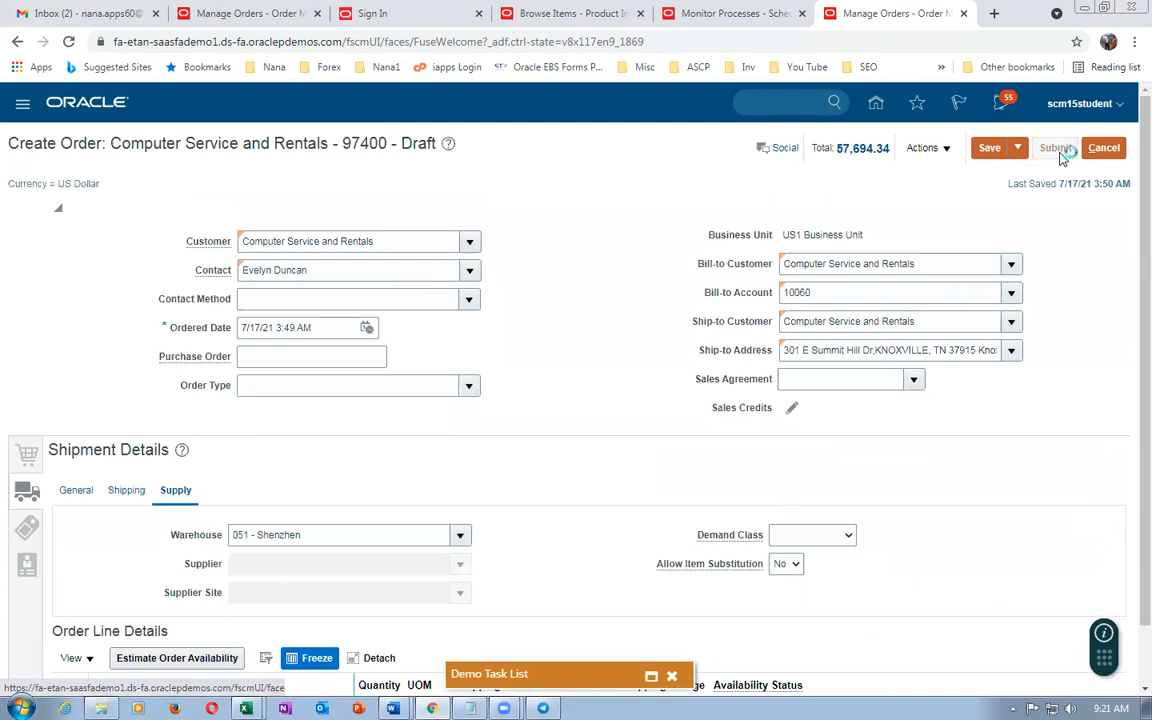 Inbox (2) - nana.apps60@
Manage Orders - Order M
Sign In
Browse Items - Product In
Monitor Processes - Sche
Manage Orders - Order M
fa-etan-saasfademo1.ds-fa.oraclepdemos.com/fscmUI/faces/FuseWelcome?_adf.ctrl-state=v8x117en9_1869
Apps Suggested Sites Bookmarks Nana Forex Nana1 iapps Login Oracle EBS Forms P... Misc ASCP Inv You Tube SEO » Other bookmarks Reading list
ORACLE 55 scm15student
Create Order: Computer Service and Rentals - 97400 - Draft
Social Total: 57,694.34 Actions Save Submit Cancel
Currency = US Dollar
Last Saved 7/17/21 3:50 AM
Customer Computer Service and Rentals
Contact Evelyn Duncan
Contact Method
* Ordered Date 7/17/21 3:49 AM
Purchase Order
Order Type
Business Unit US1 Business Unit
Bill-to Customer Computer Service and Rentals
Bill-to Account 10060
Ship-to Customer Computer Service and Rentals
Ship-to Address 301 E Summit Hill Dr,KNOXVILLE, TN 37915 Kno:
Sales Agreement
Sales Credits
Shipment Details
General Shipping Supply
Warehouse 051 - Shenzhen
Supplier
Supplier Site
Demand Class
Allow Item Substitution No
Order Line Details
View Estimate Order Availability Freeze Detach
Demo Task List
https://fa-etan-saasfademo1.ds-fa.oraclepdemos.com/fscmUI/face
Quantity UOM Availability Status
9:21 AM